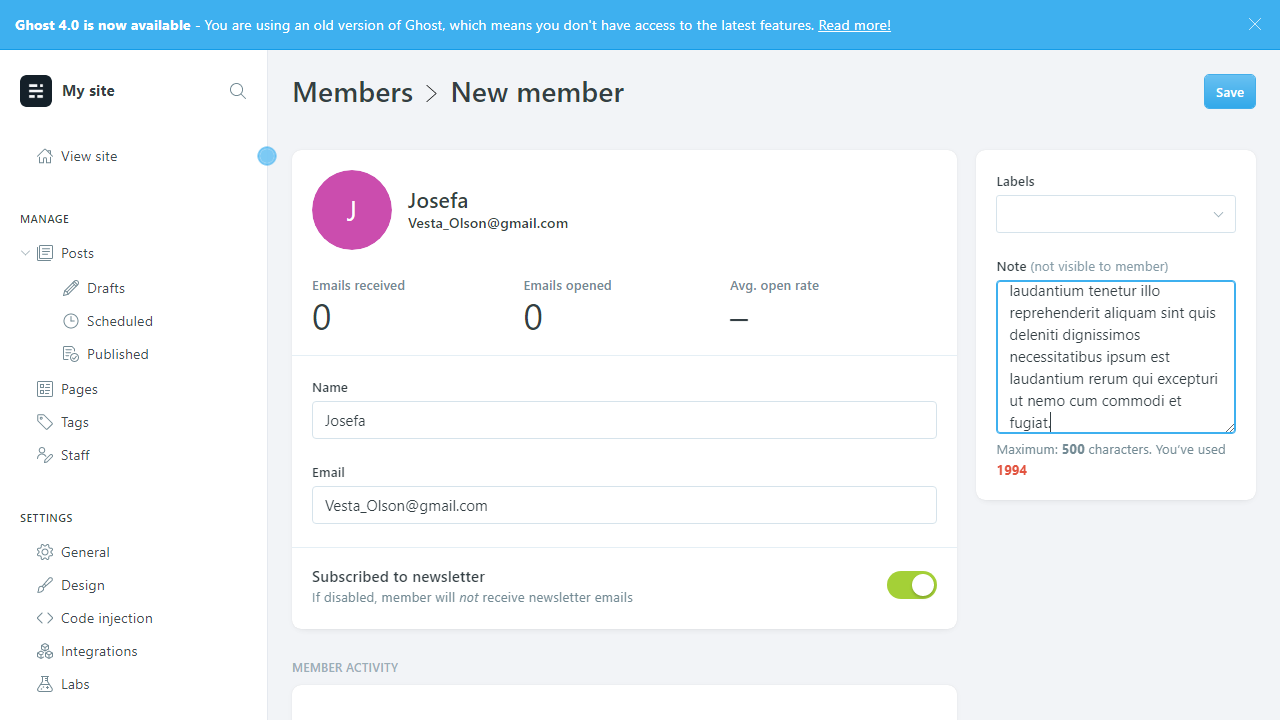 Ghost 4.0 is now available - You are using an old version of Ghost, which means you don't have access to the latest features. Read more!
My site
View site
MANAGE
Posts
Drafts
Scheduled
Published
Pages
Tags
Staff
SETTINGS
General
Design
Code injection
Integrations
Labs
Members > New member
Save
J
Josefa
Vesta_Olson@gmail.com
Emails received
0
Emails opened
0
Avg. open rate
–
Name
Josefa
Email
Vesta_Olson@gmail.com
Subscribed to newsletter
If disabled, member will not receive newsletter emails
MEMBER ACTIVITY
Labels
Note (not visible to member)
laudantium tenetur illo
reprehenderit aliquam sint quis
deleniti dignissimos
necessitatibus ipsum est
laudantium rerum qui excepturi
ut nemo cum commodi et
fugiat.
Maximum: 500 characters. You've used
1994